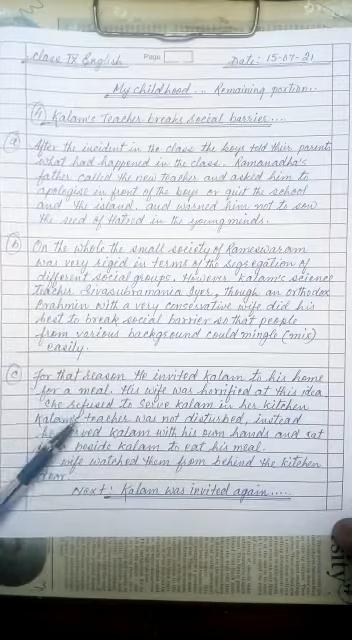 Class IX English Page Date: 15-07-21
My childhood... Remaining portion...
(4) Kalam's Teacher breaks Social barrier....
(a) After the incident in the class the boys told their parents
what had happened in the class. Ramanadha's
father called the new teacher and asked him to
apologise in front of the boys or quit the school
and the island. and warned him not to sow
the seed of Hatred in the young minds.
(b) On the whole the small society of Rameswaram
was very rigid in terms of the segregation of
different social groups. However Kalam's science
teacher Sivasubramania Iyer, though an orthodox
Brahmin with a very conservative wife did his
best to break social barrier so that people
from various background could mingle (mix)
easily.
(c) For that Season He invited Kalam to his home
for a meal. His wife was horrified at this idea
She refused to serve Kalam in her kitchen
Kalam's teacher was not disturbed, instead
he Kalam with his own hands and sat
beside Kalam to eat his meal.
wife watched them from behind the kitchen
Next: Kalam was invited again.....